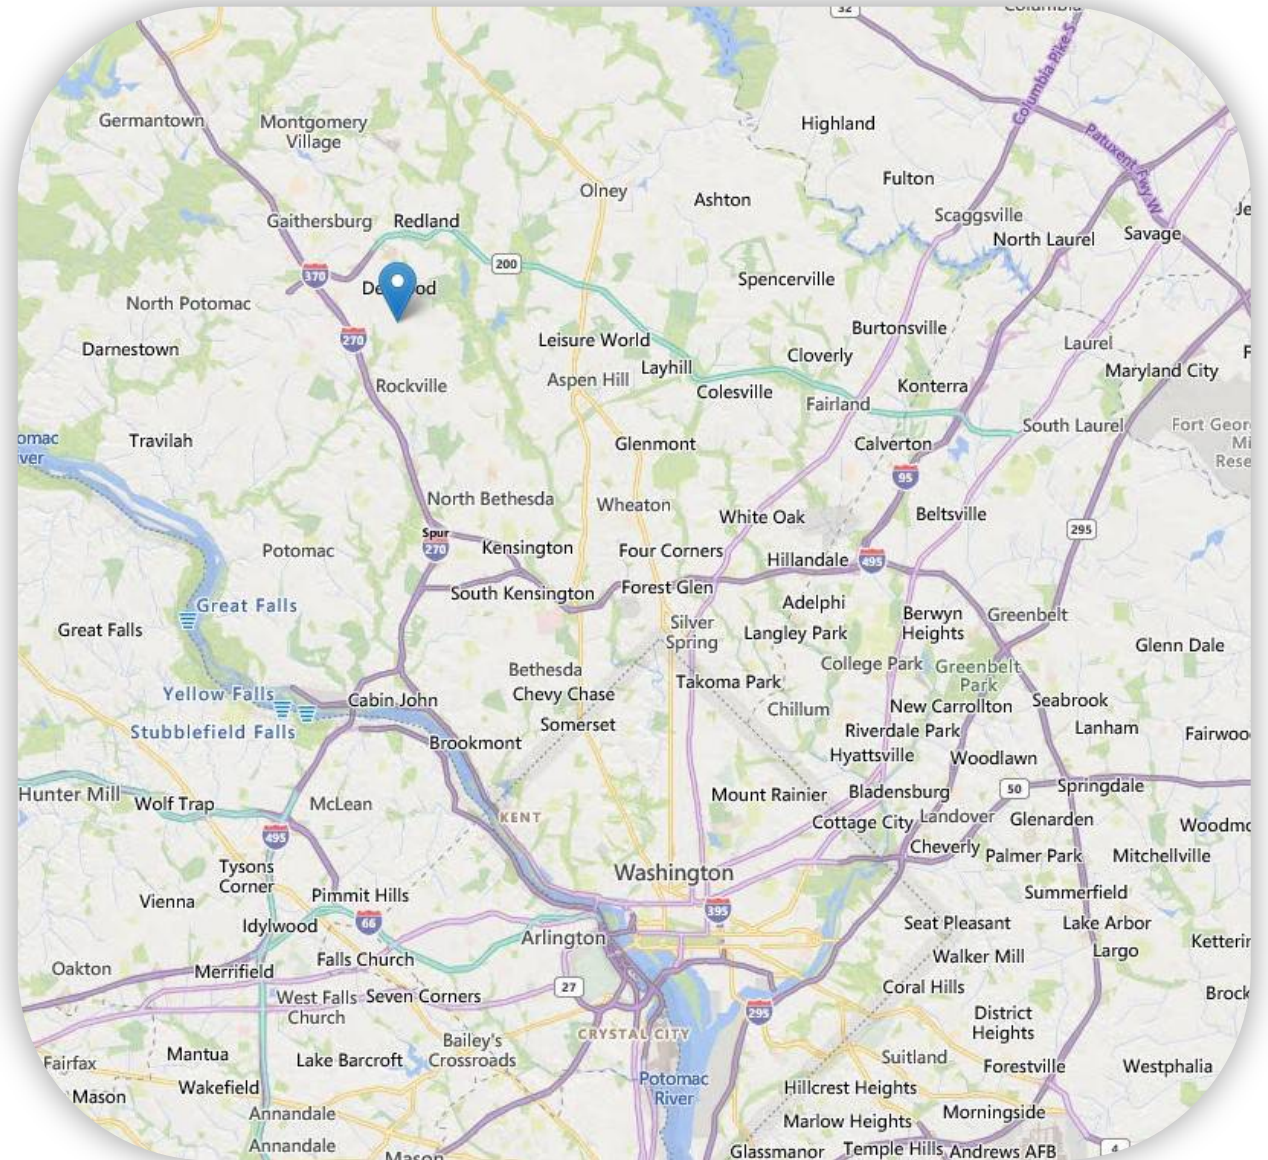 32
Columbia
Columbia Pike S
Germantown
Montgomery
Village
Highland
Patuxent Fwy W
Olney
Ashton
Fulton
Gaithersburg
Redland
Scaggsville
North Laurel
Savage
370
200
Spencerville
North Potomac
270
Darnestown
Leisure World
Burtonsville
Laurel
Cloverly
Layhill
Maryland City
Rockville
Aspen Hill
Colesville
Konterra
Fairland
South Laurel
Travilah
Glenmont
Calverton
95
North Bethesda
Wheaton
White Oak
Beltsville
295
Spur
270
Potomac
Kensington
Four Corners
Hillandale
495
South Kensington
Forest Glen
Great Falls
Adelphi
Berwyn
Heights
Greenbelt
Great Falls
Silver
Spring
Langley Park
Glenn Dale
Bethesda
College Park
Greenbelt
Park
Yellow Falls
Cabin John
Chevy Chase
Takoma Park
Seabrook
Chillum
New Carrollton
Stubblefield Falls
Somerset
Riverdale Park
Lanham
Brookmont
Hyattsville
Woodlawn
Hunter Mill
Wolf Trap
McLean
Mount Rainier
Bladensburg
50
Springdale
KENT
Cottage City
Landover
Glenarden
495
Cheverly
Palmer Park
Mitchellville
Tysons
Corner
Washington
Vienna
Pimmit Hills
395
Summerfield
Idylwood
66
Arlington
Seat Pleasant
Lake Arbor
Falls Church
Walker Mill
Largo
Oakton
Merrifield
27
Coral Hills
West Falls
Church
Seven Corners
295
District
Heights
CRYSTAL CITY
Fairfax
Mantua
Lake Barcroft
Bailey's
Crossroads
Suitland
Forestville
Westphalia
Wakefield
Potomac
River
Hillcrest Heights
Mason
Annandale
Marlow Heights
Morningside
Annandale
Mason
Glassmanor
Temple Hills
Andrews AFB
4